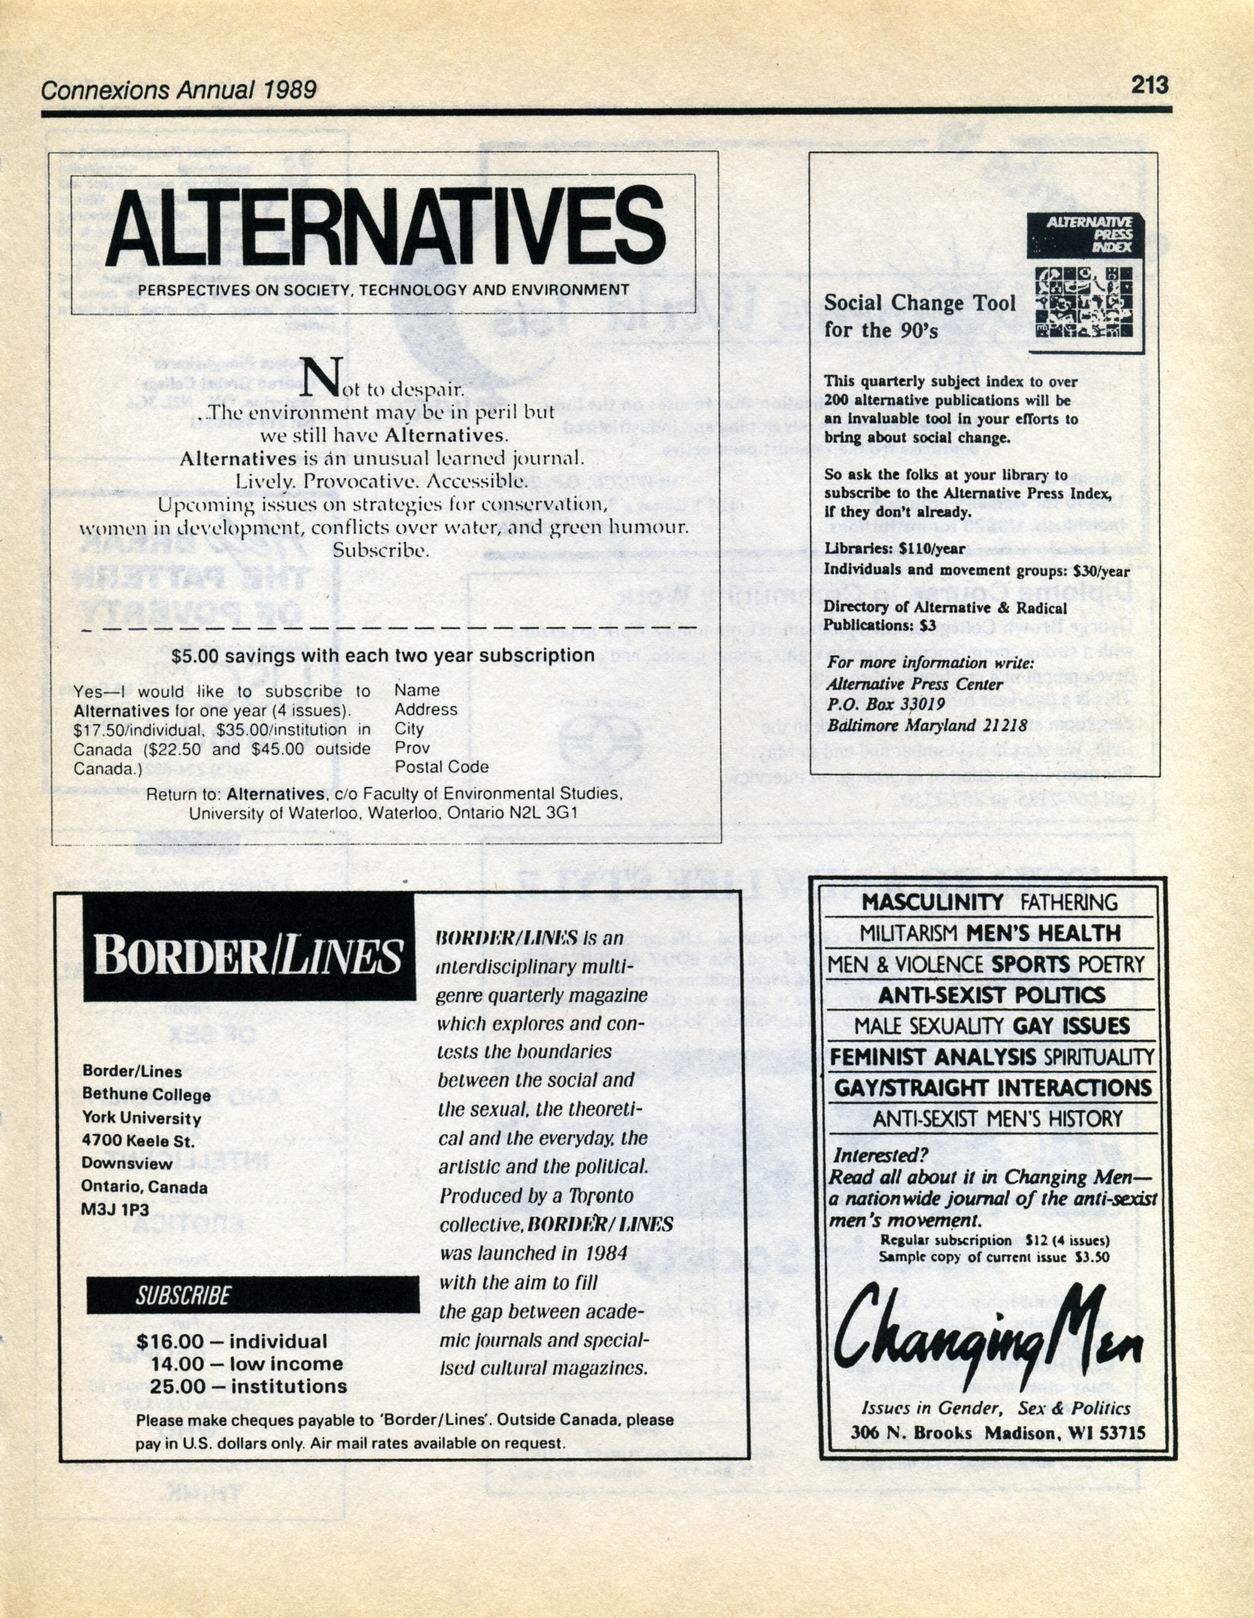 Connexions Annual 1989
213
ALTERNATIVES
PERSPECTIVES ON SOCIETY, TECHNOLOGY AND ENVIRONMENT
Not to despair.
The environment may be in peril but
we still have Alternatives.
Alternatives is an unusual learned journal.
Lively. Provocative. Accessible.
Upcoming issues on strategies for conservation,
women in development, conflicts over water, and green humour.
Subscribe.
$5.00 savings with each two year subscription
Yes—I would like to subscribe to
Alternatives for one year (4 issues).
$17.50/individual, $35.00/institution in
Canada ($22.50 and $45.00 outside
Canada.)
Name
Address
City
Prov
Postal Code
Return to: Alternatives, c/o Faculty of Environmental Studies,
University of Waterloo, Waterloo, Ontario N2L 3G1
ALTERNATIVE
PRESS
INDEX
Social Change Tool
for the 90's
This quarterly subject index to over
200 alternative publications will be
an invaluable tool in your efforts to
bring about social change.
So ask the folks at your library to
subscribe to the Alternative Press Index,
if they don't already.
Libraries: $110/year
Individuals and movement groups: $30/year
Directory of Alternative & Radical
Publications: $3
For more information write:
Alternative Press Center
P.O. Box 33019
Baltimore Maryland 21218
BORDER/LINES
Border/Lines
Bethune College
York University
4700 Keele St.
Downsview
Ontario, Canada
M3J 1P3
SUBSCRIBE
$16.00 – individual
14.00 – low income
25.00 – institutions
BORDER/LINES is an
interdisciplinary multi-
genre quarterly magazine
which explores and con-
tests the boundaries
between the social and
the sexual, the theoreti-
cal and the everyday, the
artistic and the political.
Produced by a Toronto
collective, BORDER/LINES
was launched in 1984
with the aim to fill
the gap between acade-
mic journals and special-
ised cultural magazines.
Please make cheques payable to 'Border/Lines'. Outside Canada, please
pay in U.S. dollars only. Air mail rates available on request.
MASCULINITY FATHERING
MILITARISM MEN'S HEALTH
MEN & VIOLENCE SPORTS POETRY
ANTI-SEXIST POLITICS
MALE SEXUALITY GAY ISSUES
FEMINIST ANALYSIS SPIRITUALITY
GAY/STRAIGHT INTERACTIONS
ANTI-SEXIST MEN'S HISTORY
Interested?
Read all about it in Changing Men—
a nationwide journal of the anti-sexist
men's movement.
Regular subscription $12 (4 issues)
Sample copy of current issue $3.50
Changing Men
Issues in Gender, Sex & Politics
306 N. Brooks Madison, WI 53715